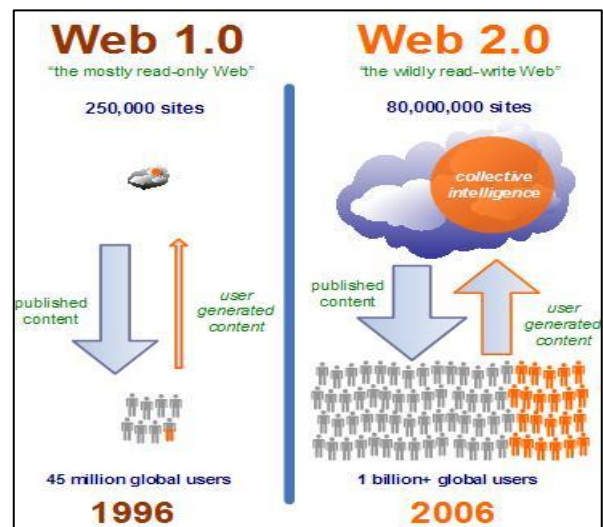 Web 1.0
"the mostly read-only Web"
250,000 sites
published
content
user
generated
content
45 million global users
1996
Web 2.0
"the wildly read-write Web"
80,000,000 sites
collective
intelligence
published
content
user
generated
content
1 billion+ global users
2006